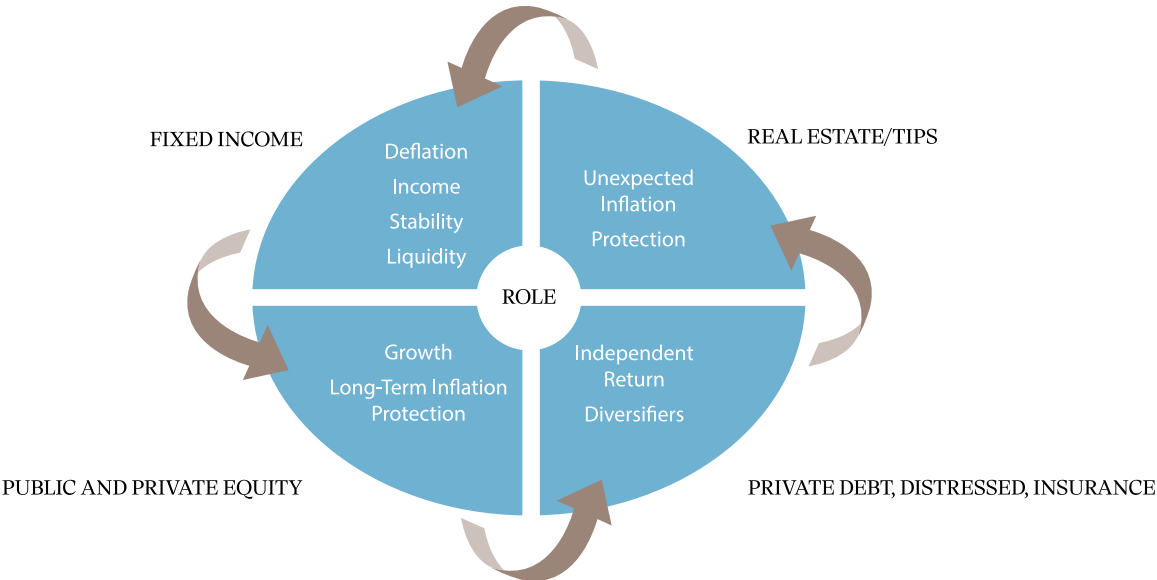 FIXED INCOME
Deflation
Income
Stability
Liquidity
REAL ESTATE/TIPS
Unexpected
Inflation
Protection
ROLE
Growth
Long-Term Inflation
Protection
PUBLIC AND PRIVATE EQUITY
Independent
Return
Diversifiers
PRIVATE DEBT, DISTRESSED, INSURANCE